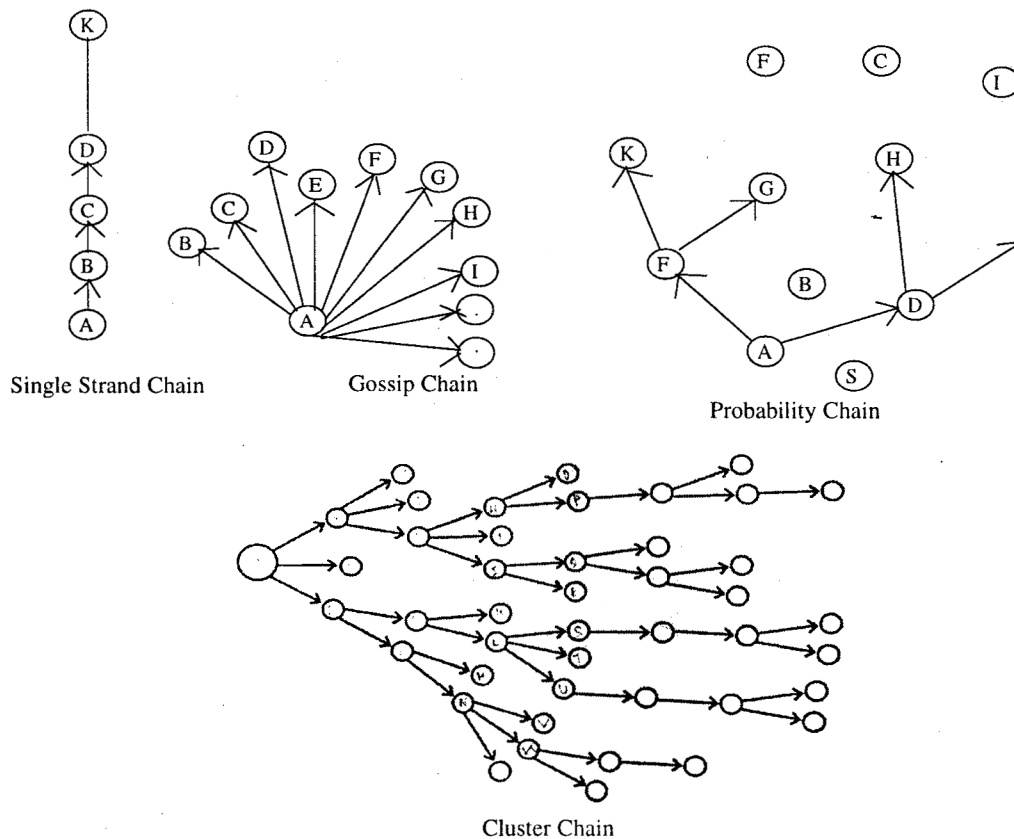 K
D
C
B
A
Single Strand Chain
D
E
F
G
C
H
B
I
A
Gossip Chain
F
C
I
K
H
G
F
B
D
A
S
Probability Chain
S
U
Cluster Chain